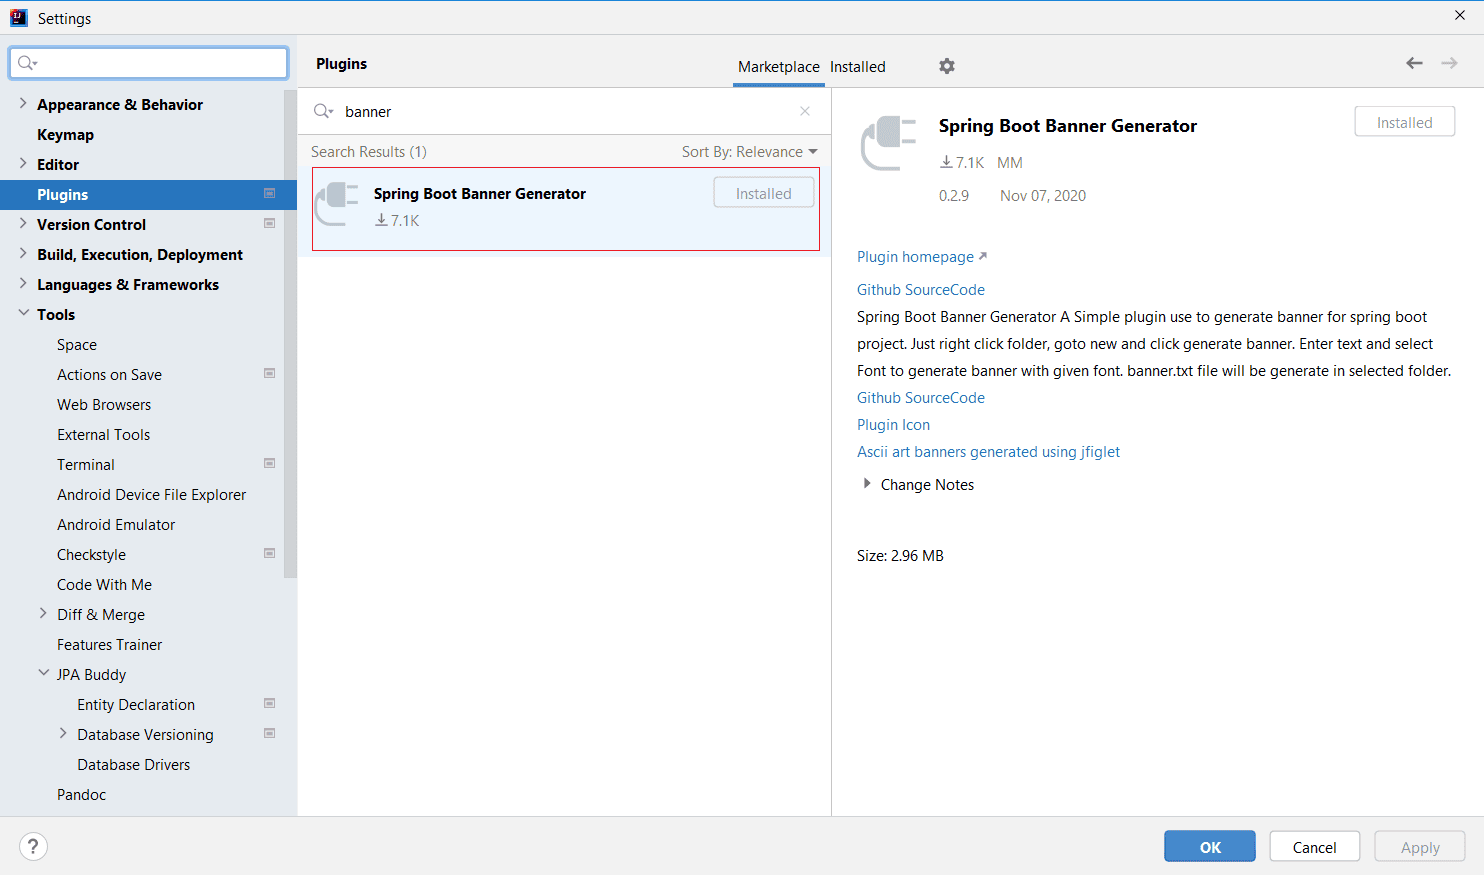 Settings
Appearance & Behavior
Keymap
Editor
Plugins
Version Control
Build, Execution, Deployment
Languages & Frameworks
Tools
Space
Actions on Save
Web Browsers
External Tools
Terminal
Android Device File Explorer
Android Emulator
Checkstyle
Code With Me
Diff & Merge
Features Trainer
JPA Buddy
Entity Declaration
Database Versioning
Database Drivers
Pandoc
Plugins
Marketplace Installed
banner
Search Results (1) Sort By: Relevance
Spring Boot Banner Generator Installed
7.1K
Spring Boot Banner Generator Installed
7.1K MM
0.2.9 Nov 07, 2020
Plugin homepage
Github SourceCode
Spring Boot Banner Generator A Simple plugin use to generate banner for spring boot
project. Just right click folder, goto new and click generate banner. Enter text and select
Font to generate banner with given font. banner.txt file will be generate in selected folder.
Github SourceCode
Plugin Icon
Ascii art banners generated using jfiglet
Change Notes
Size: 2.96 MB
? OK Cancel Apply